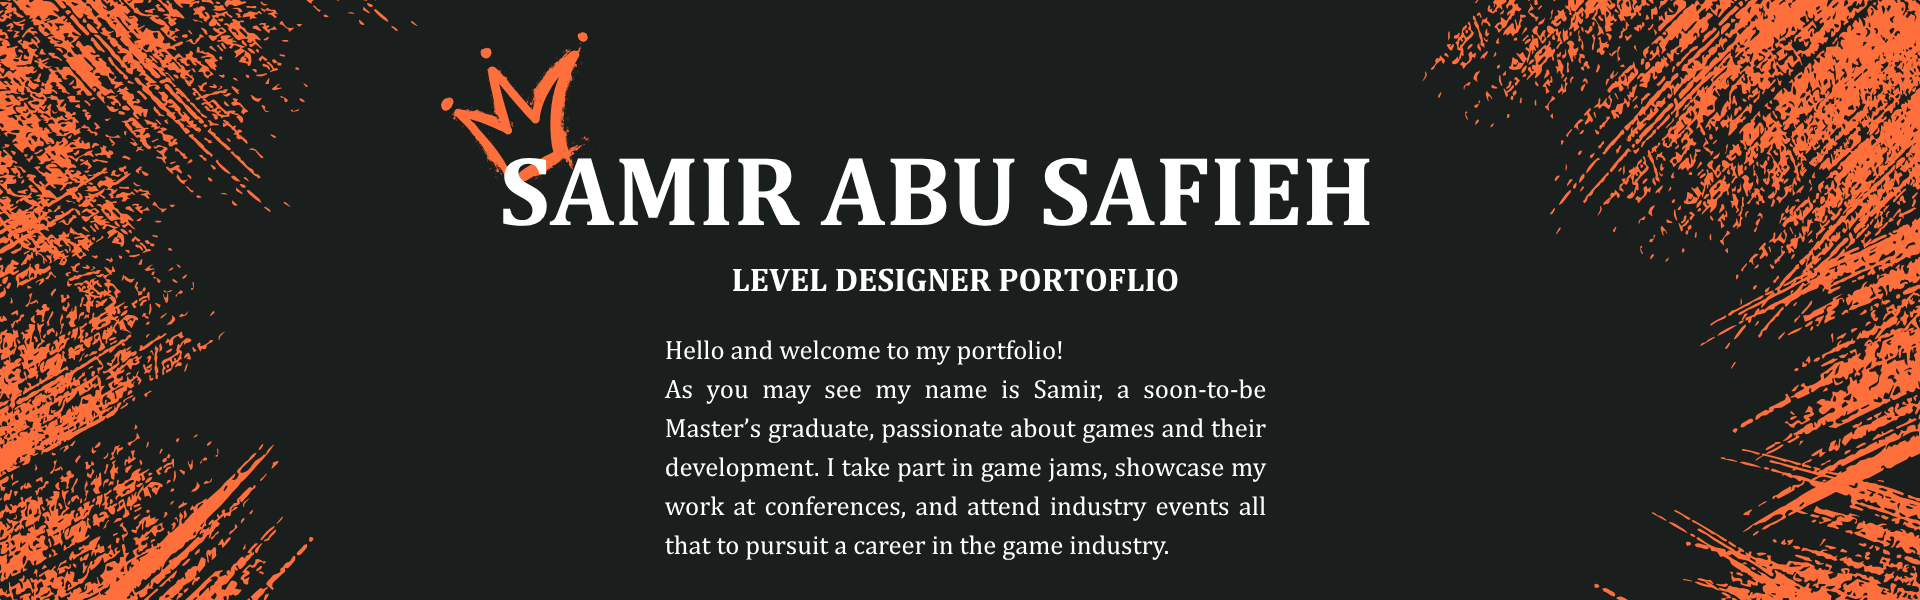 SAMIR ABU SAFIEH
LEVEL DESIGNER PORTOFLIO
Hello and welcome to my portfolio!
As you may see my name is Samir, a soon-to-be
Master’s graduate, passionate about games and their
development. I take part in game jams, showcase my
work at conferences, and attend industry events all
that to pursuit a career in the game industry.